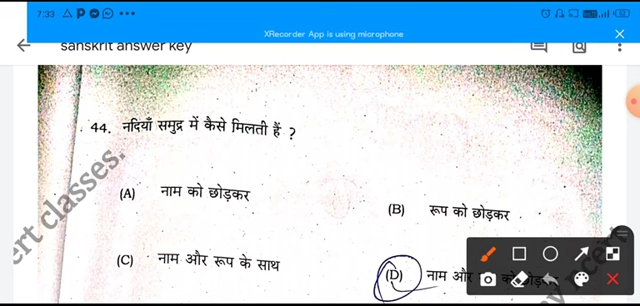 7:33
XRecorder App is using microphone
sanskrit answer key
44. नदियाँ समुद्र में कैसे मिलती हैं ?
(A) नाम को छोड़कर
(B) रूप को छोड़कर
(C) नाम और रूप के साथ
(D) नाम और
ert classes.